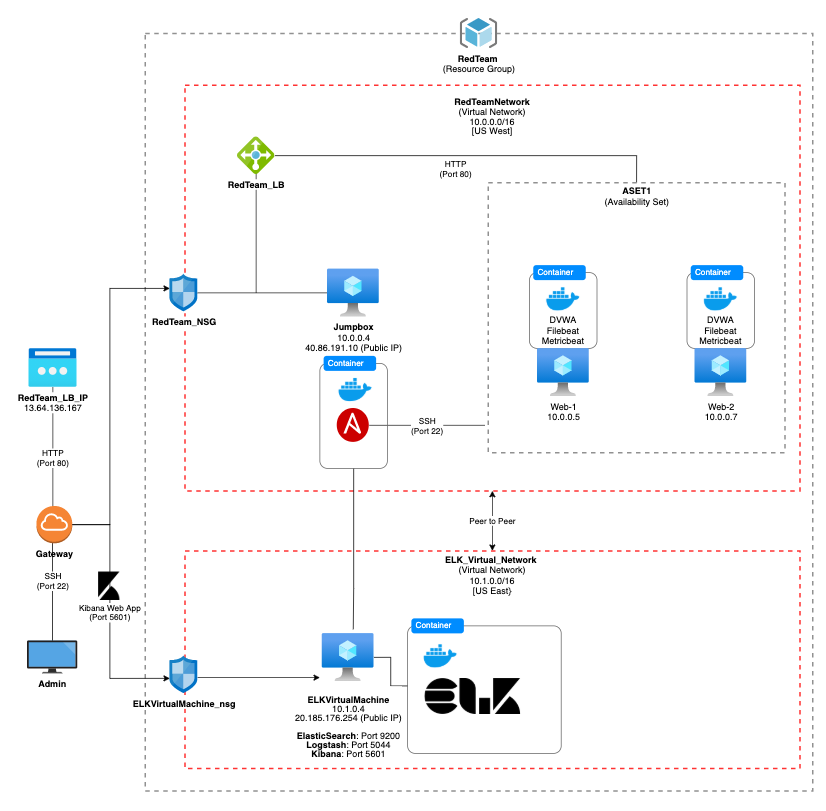 RedTeam
(Resource Group)
RedTeamNetwork
(Virtual Network)
10.0.0.0/16
[US West]
RedTeam_LB
HTTP
(Port 80)
ASET1
(Availability Set)
Container
DVWA
Filebeat
Metricbeat
Web-1
10.0.0.5
Container
DVWA
Filebeat
Metricbeat
Web-2
10.0.0.7
RedTeam_NSG
Jumpbox
10.0.0.4
40.86.191.10 (Public IP)
Container
SSH
(Port 22)
RedTeam_LB_IP
13.64.136.167
HTTP
(Port 80)
Gateway
SSH
(Port 22)
Admin
Kibana Web App
(Port 5601)
Peer to Peer
ELK_Virtual_Network
(Virtual Network)
10.1.0.0/16
[US East}
ELKVirtualMachine_nsg
ELKVirtualMachine
10.1.0.4
20.185.176.254 (Public IP)
ElasticSearch: Port 9200
Logstash: Port 5044
Kibana: Port 5601
Container
ELK